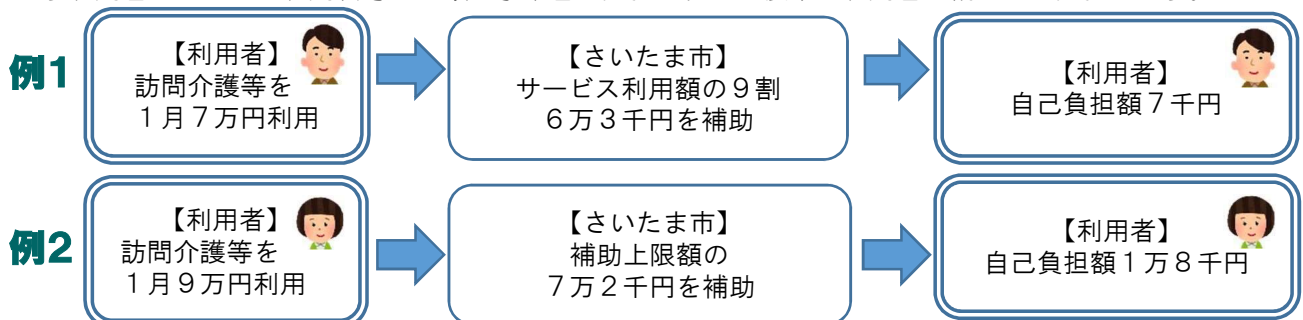 例1
【利用者】
訪問介護等を
１月７万円利用
【さいたま市】
サービス利用額の９割
６万３千円を補助
【利用者】
自己負担額７千円
例2
【利用者】
訪問介護等を
１月９万円利用
【さいたま市】
補助上限額の
７万２千円を補助
【利用者】
自己負担額１万８千円